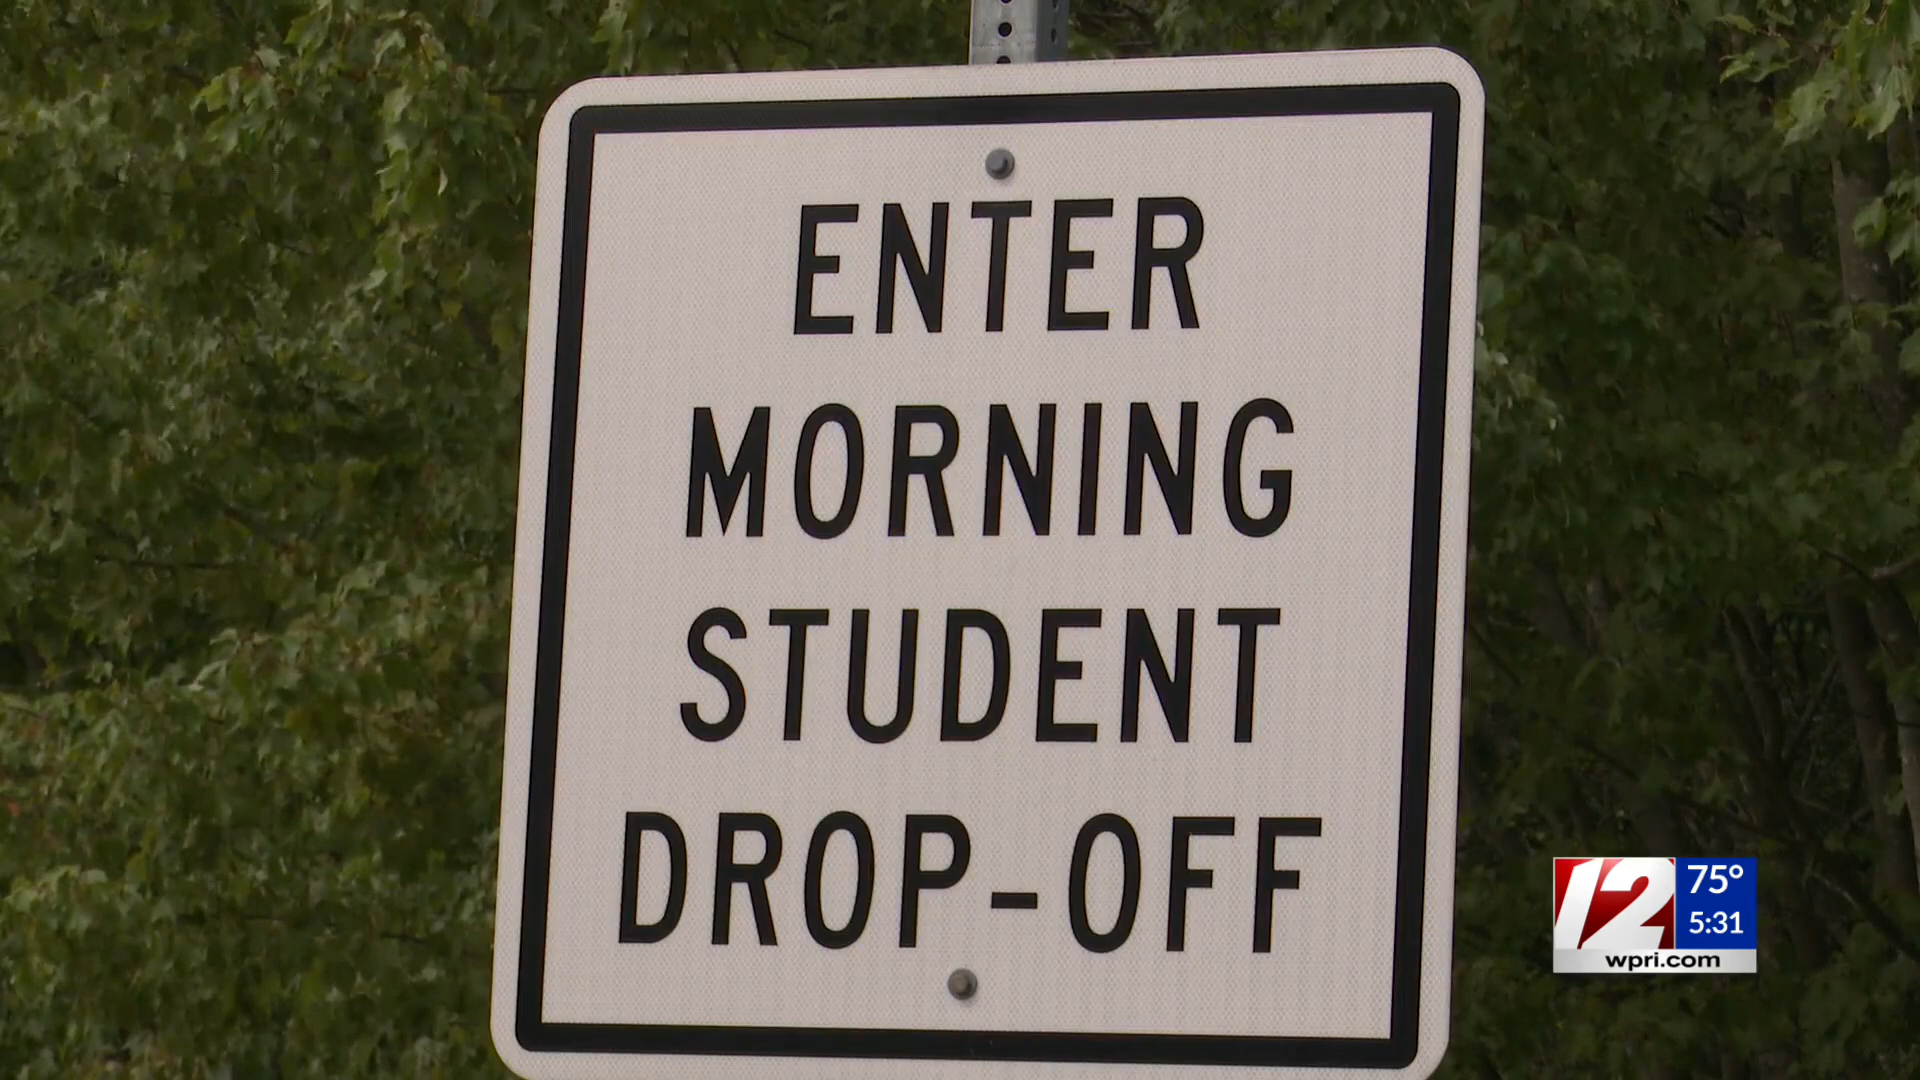 ENTER
MORNING
STUDENT
DROP-OFF
12
75°
5:31
wpri.com